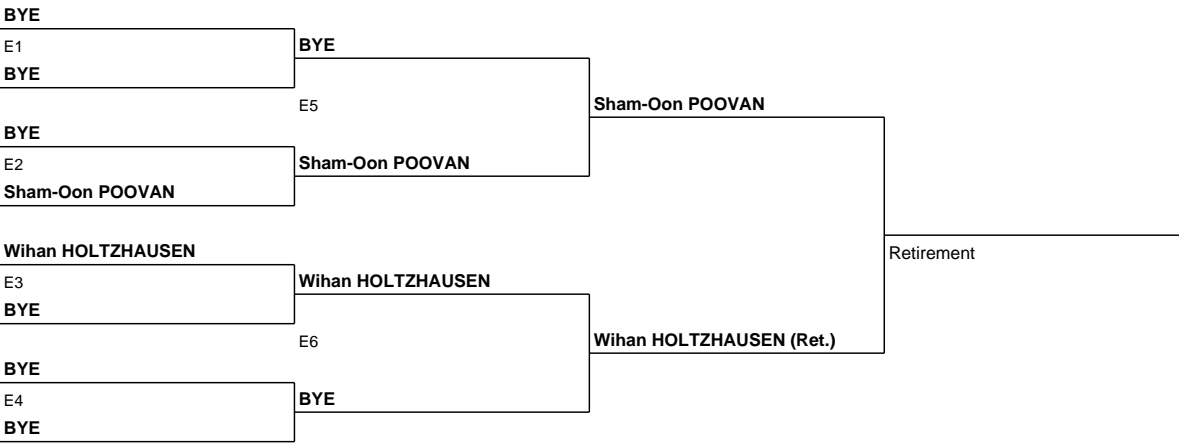 BYE
E1
BYE
BYE
E5
Sham-Oon POOVAN
BYE
E2
Sham-Oon POOVAN
Sham-Oon POOVAN
Wihan HOLTZHAUSEN
Retirement
E3
Wihan HOLTZHAUSEN
BYE
E6
Wihan HOLTZHAUSEN (Ret.)
BYE
E4
BYE
BYE